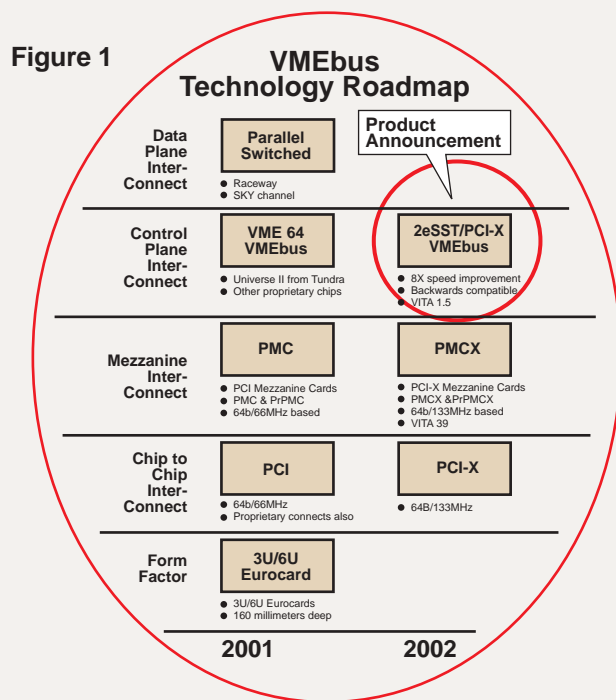 Figure 1
VMEbus
Technology Roadmap
Product
Announcement
Data
Plane
Inter-
Connect
Parallel
Switched
● Raceway
● SKY channel
Control
Plane
Inter-
Connect
VME 64
VMEbus
● Universe II from Tundra
● Other proprietary chips
2eSST/PCI-X
VMEbus
● 8X speed improvement
● Backwards compatible
● VITA 1.5
Mezzanine
Inter-
Connect
PMC
● PCI Mezzanine Cards
● PMC & PrPMC
● 64b/66MHz based
PMCX
● PCI-X Mezzanine Cards
● PMCX &PrPMCX
● 64b/133MHz based
● VITA 39
Chip to
Chip
Inter-
Connect
PCI
● 64b/66MHz
● Proprietary connects also
PCI-X
● 64B/133MHz
Form
Factor
3U/6U
Eurocard
● 3U/6U Eurocards
● 160 millimeters deep
2001
2002